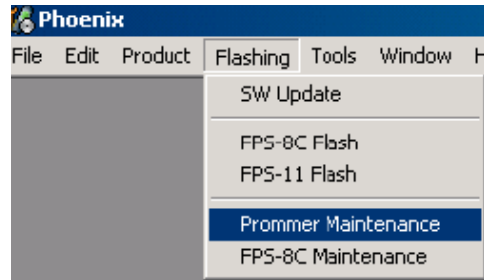 Phoenix
File Edit Product Flashing Tools Window H
SW Update
FPS-8C Flash
FPS-11 Flash
Prommer Maintenance
FPS-8C Maintenance